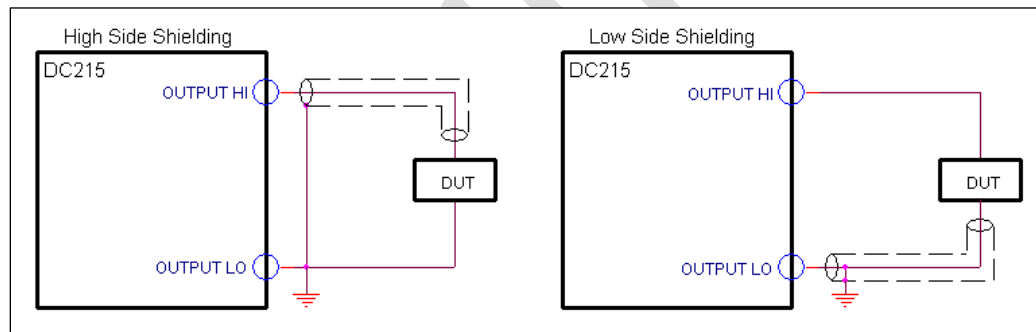 High Side Shielding
DC215
OUTPUT HI
DUT
OUTPUT LO
Low Side Shielding
DC215
OUTPUT HI
DUT
OUTPUT LO